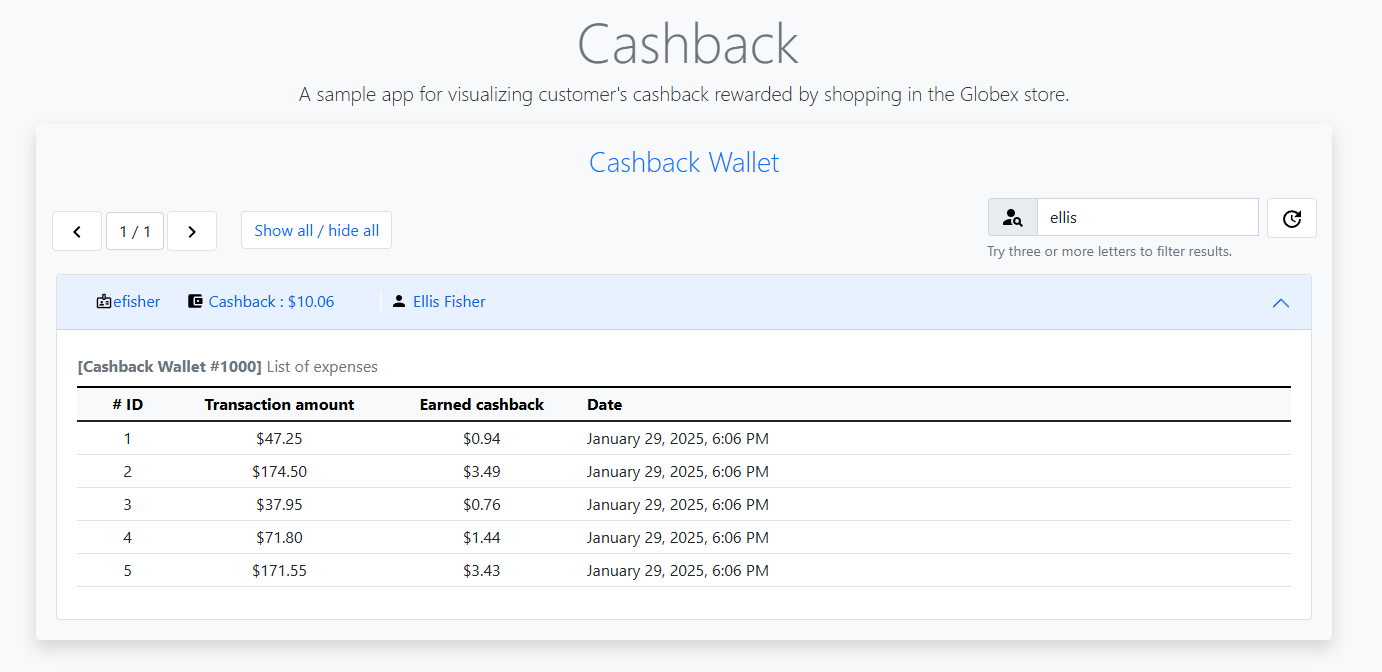 Cashback
A sample app for visualizing customer's cashback rewarded by shopping in the Globex store.
Cashback Wallet
1 / 1 Show all / hide all ellis
Try three or more letters to filter results.
efisher Cashback : $10.06 Ellis Fisher
[Cashback Wallet #1000] List of expenses
# ID Transaction amount Earned cashback Date
1 $47.25 $0.94 January 29, 2025, 6:06 PM
2 $174.50 $3.49 January 29, 2025, 6:06 PM
3 $37.95 $0.76 January 29, 2025, 6:06 PM
4 $71.80 $1.44 January 29, 2025, 6:06 PM
5 $171.55 $3.43 January 29, 2025, 6:06 PM